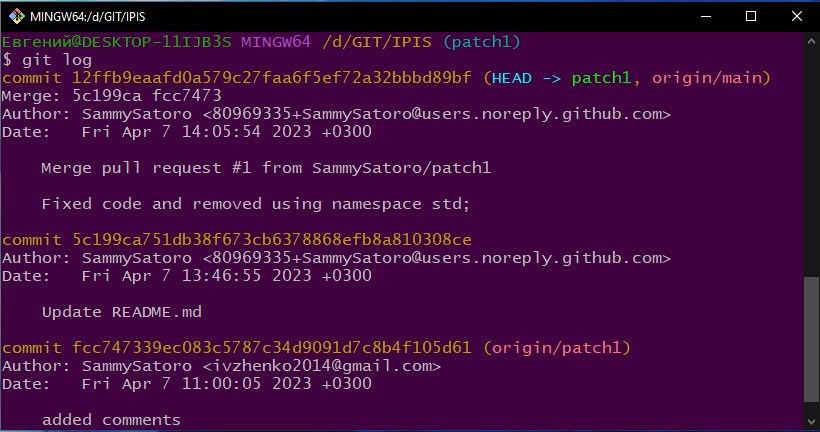 MINGW64:/d/GIT/IPIS
Евгений@DESKTOP-11IJB3S MINGW64 /d/GIT/IPIS (patch1)
$ git log
commit 12ffb9eaafd0a579c27faa6f5ef72a32bbbd89bf (HEAD -> patch1, origin/main)
Merge: 5c199ca fcc7473
Author: SammySatoro <80969335+SammySatoro@users.noreply.github.com>
Date:   Fri Apr 7 14:05:54 2023 +0300
Merge pull request #1 from SammySatoro/patch1
Fixed code and removed using namespace std;
commit 5c199ca751db38f673cb6378868efb8a810308ce
Author: SammySatoro <80969335+SammySatoro@users.noreply.github.com>
Date:   Fri Apr 7 13:46:55 2023 +0300
Update README.md
commit fcc747339ec083c5787c34d9091d7c8b4f105d61 (origin/patch1)
Author: SammySatoro <ivzhenko2014@gmail.com>
Date:   Fri Apr 7 11:00:05 2023 +0300
added comments